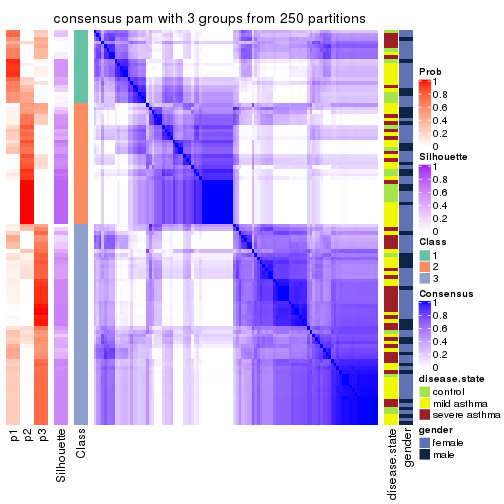 consensus pam with 3 groups from 250 partitions
Prob
1
0.8
0.6
0.4
0.2
0
Silhouette
1
0.8
0.6
0.4
0.2
0
Class
1
2
3
Consensus
1
0.8
0.6
0.4
0.2
0
disease.state
control
mild asthma
severe asthma
gender
female
male
p1
p2
p3
Silhouette
Class
disease.state
gender